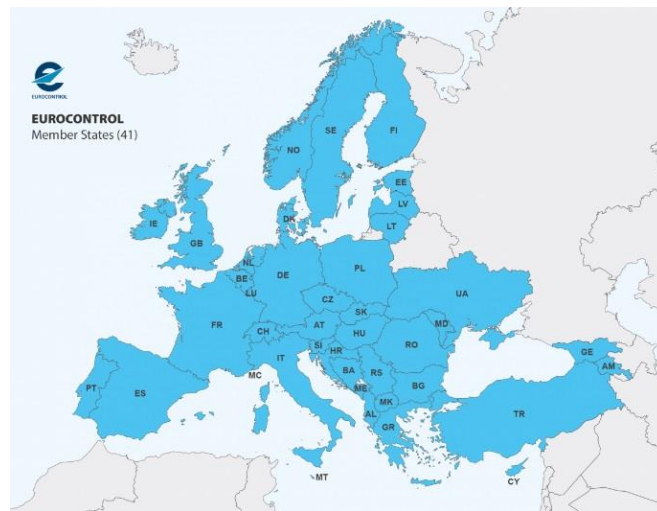 EUROCONTROL
EUROCONTROL
Member States (41)
NO
SE
FI
EE
LV
LT
DK
IE
GB
NL
BE
LU
DE
PL
CZ
SK
UA
FR
CH
AT
HU
MD
SI
HR
RO
IT
BA
RS
MC
ME
BG
MK
AL
GR
PT
ES
TR
GE
AM
MT
CY